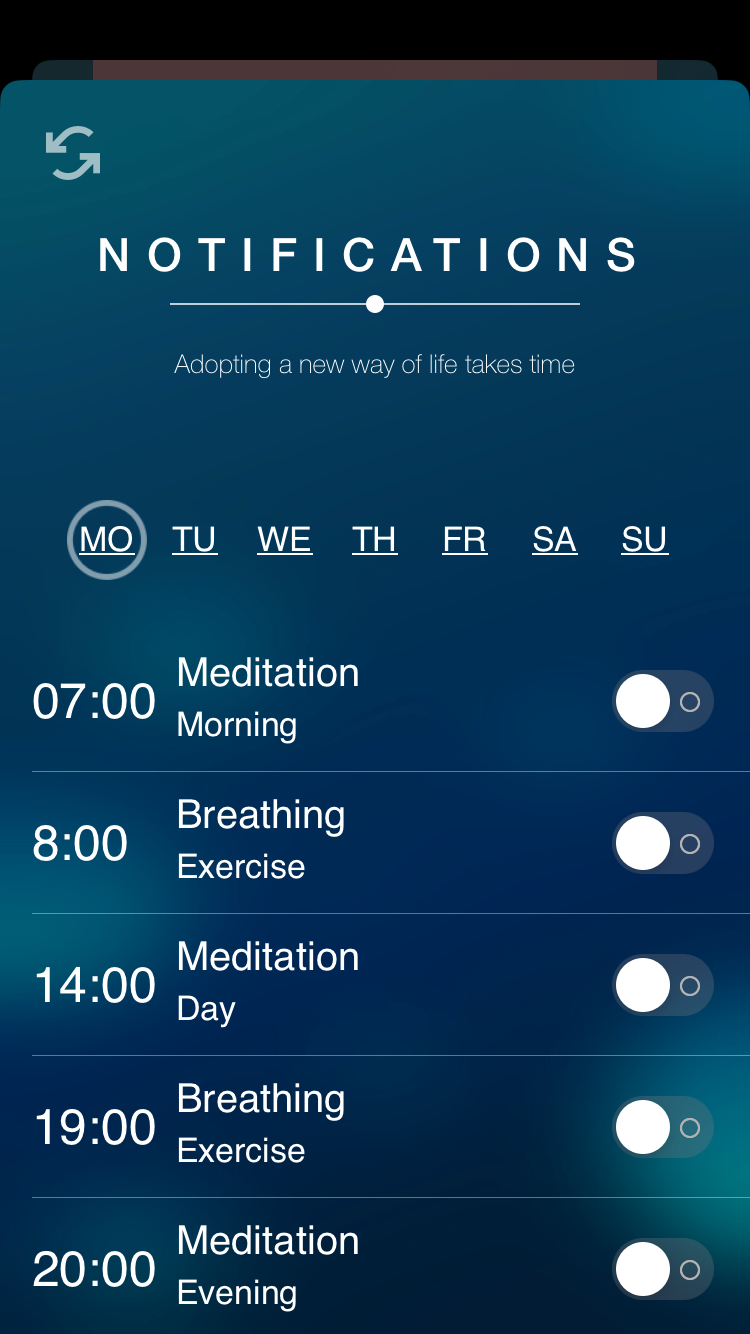 NOTIFICATIONS
Adopting a new way of life takes time
MO TU WE TH FR SA SU
07:00
Meditation
Morning
8:00
Breathing
Exercise
14:00
Meditation
Day
19:00
Breathing
Exercise
20:00
Meditation
Evening